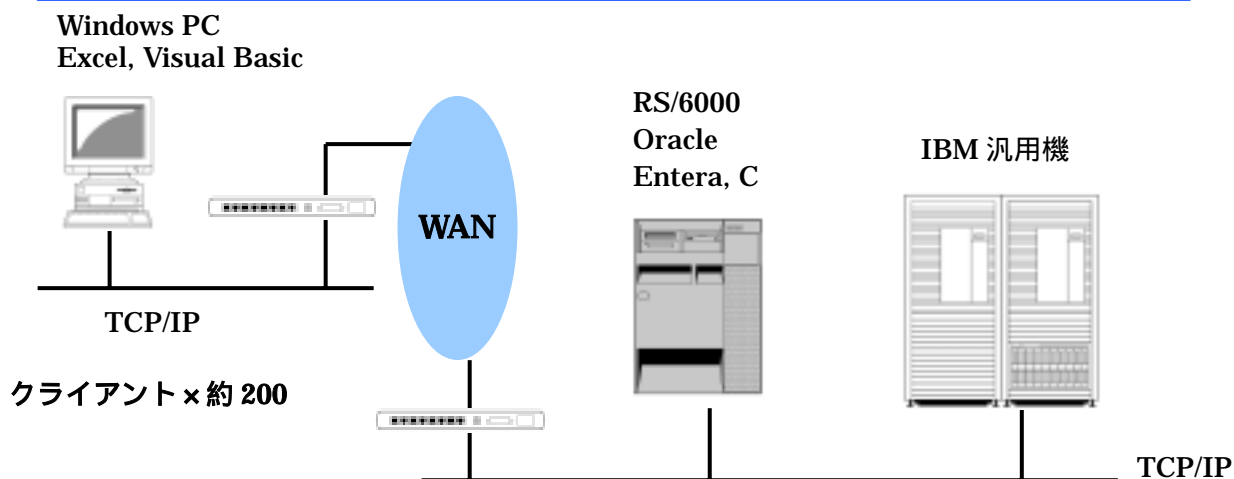 Windows PC
Excel, Visual Basic
RS/6000
Oracle
Entera, C
IBM 汎用機
WAN
TCP/IP
クライアント×約 200
TCP/IP